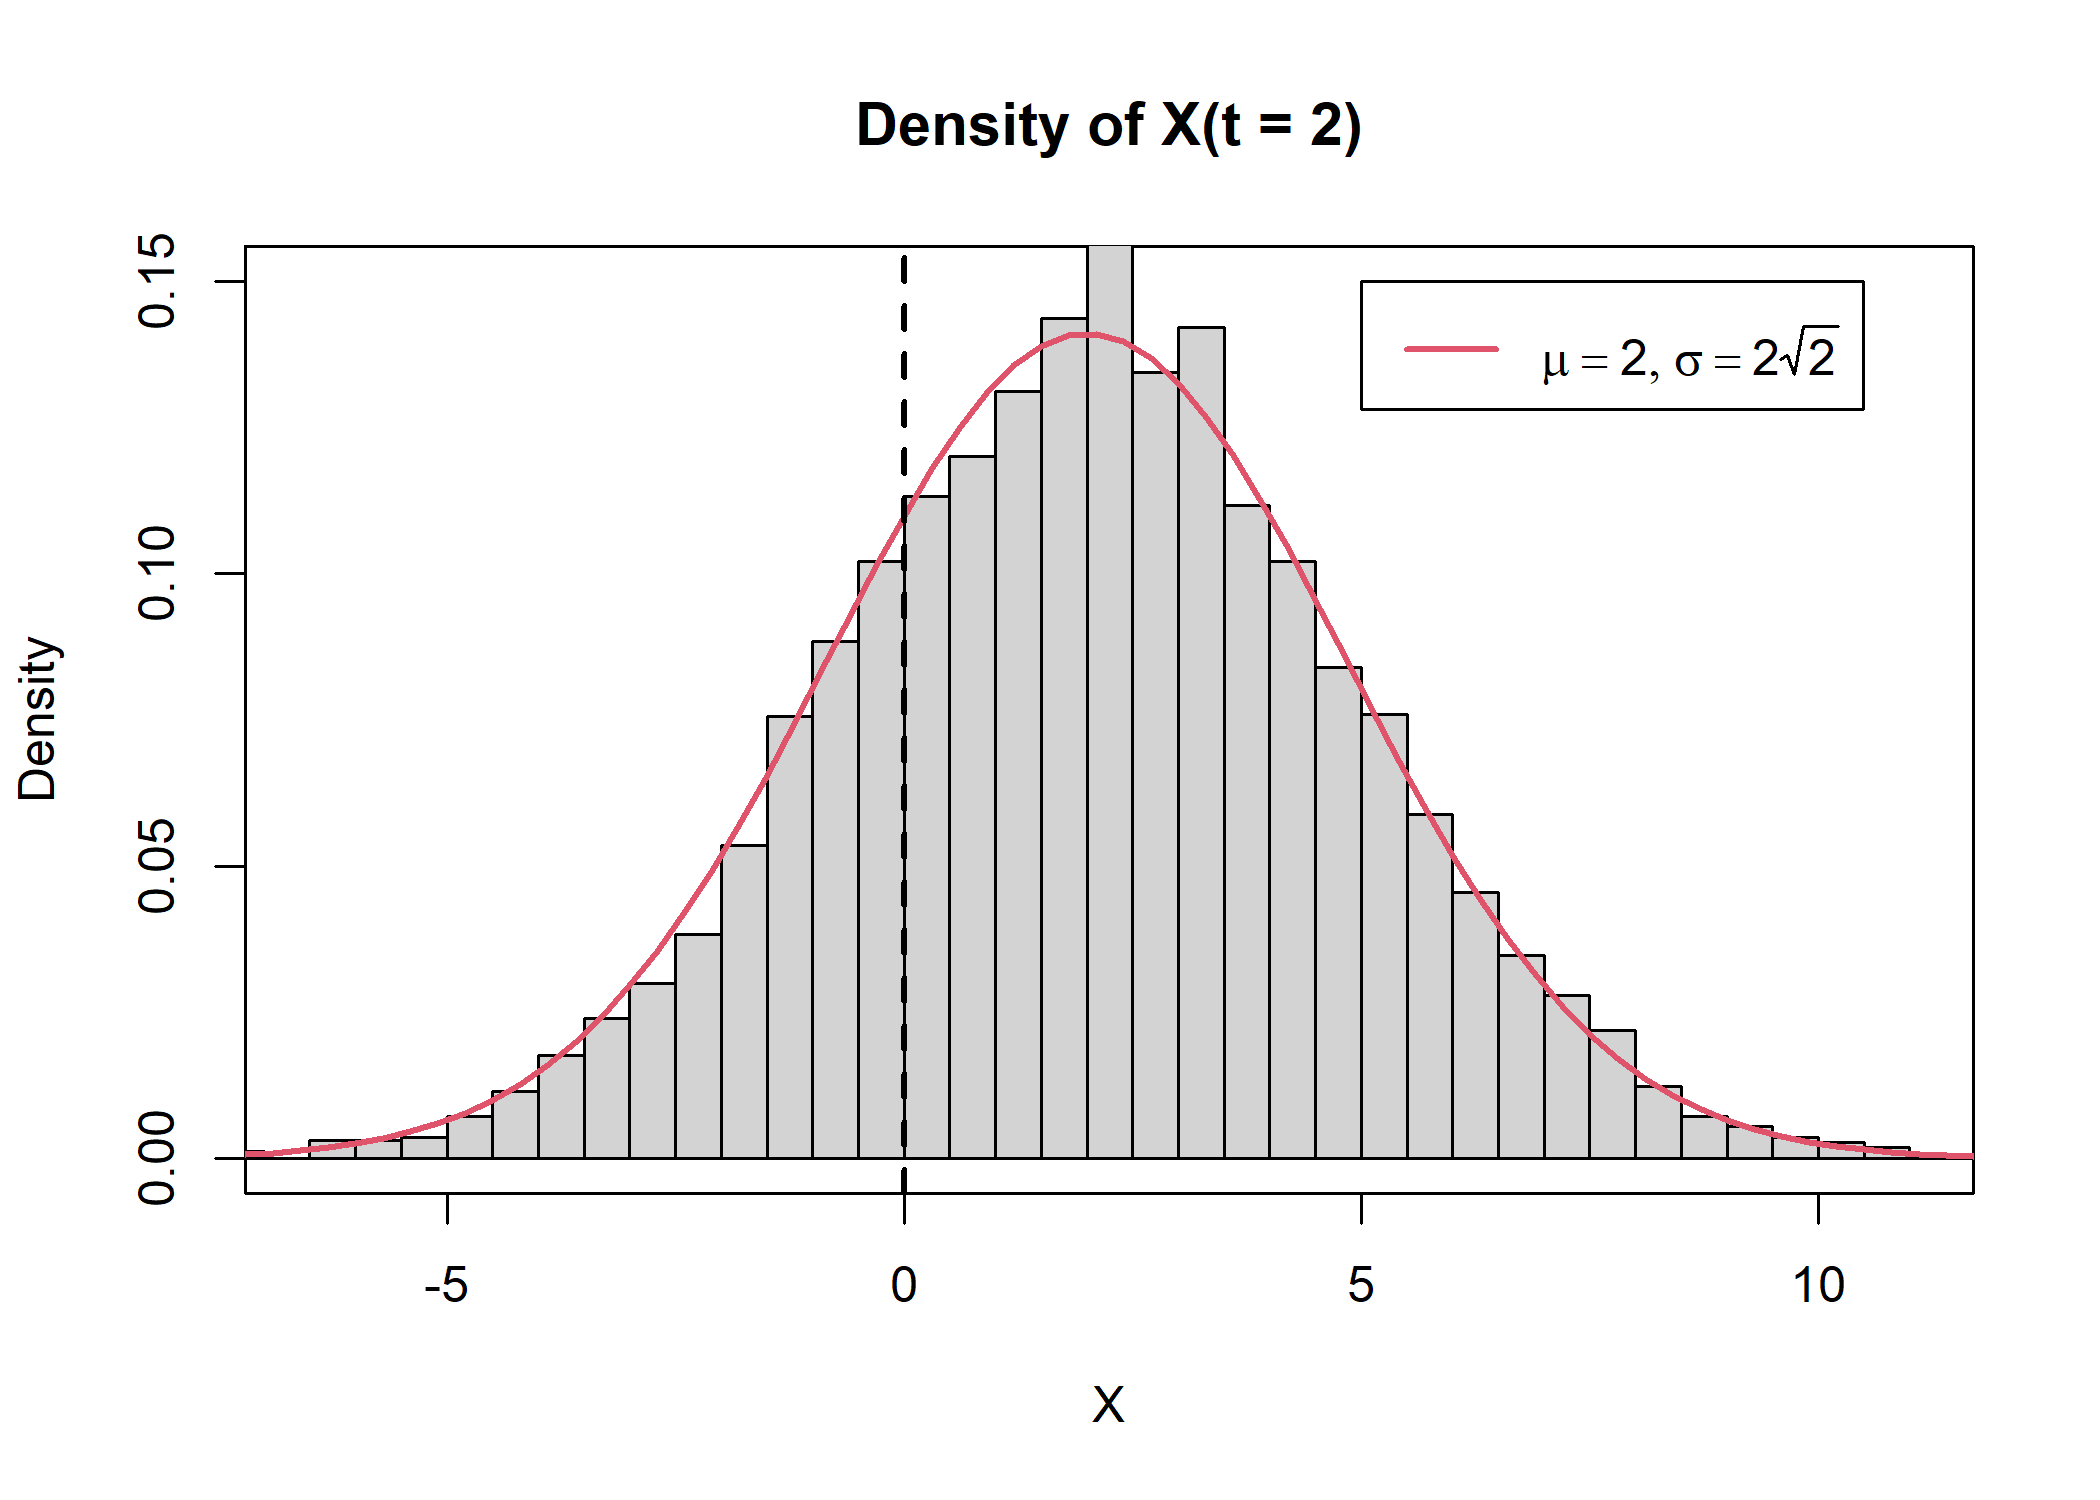 Density of X(t = 2)
μ = 2, σ = 2√2
Density
0.15
0.10
0.05
0.00
-5 0 5 10
X